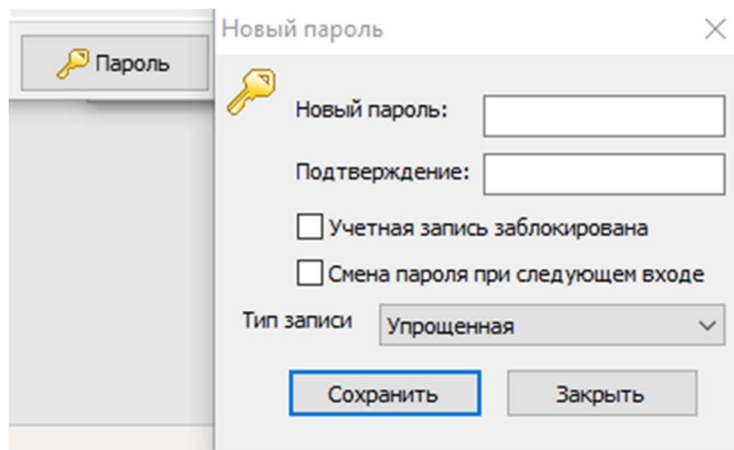 Пароль
Новый пароль
Новый пароль:
Подтверждение:
Учетная запись заблокирована
Смена пароля при следующем входе
Тип записи Упрощенная
Сохранить Закрыть